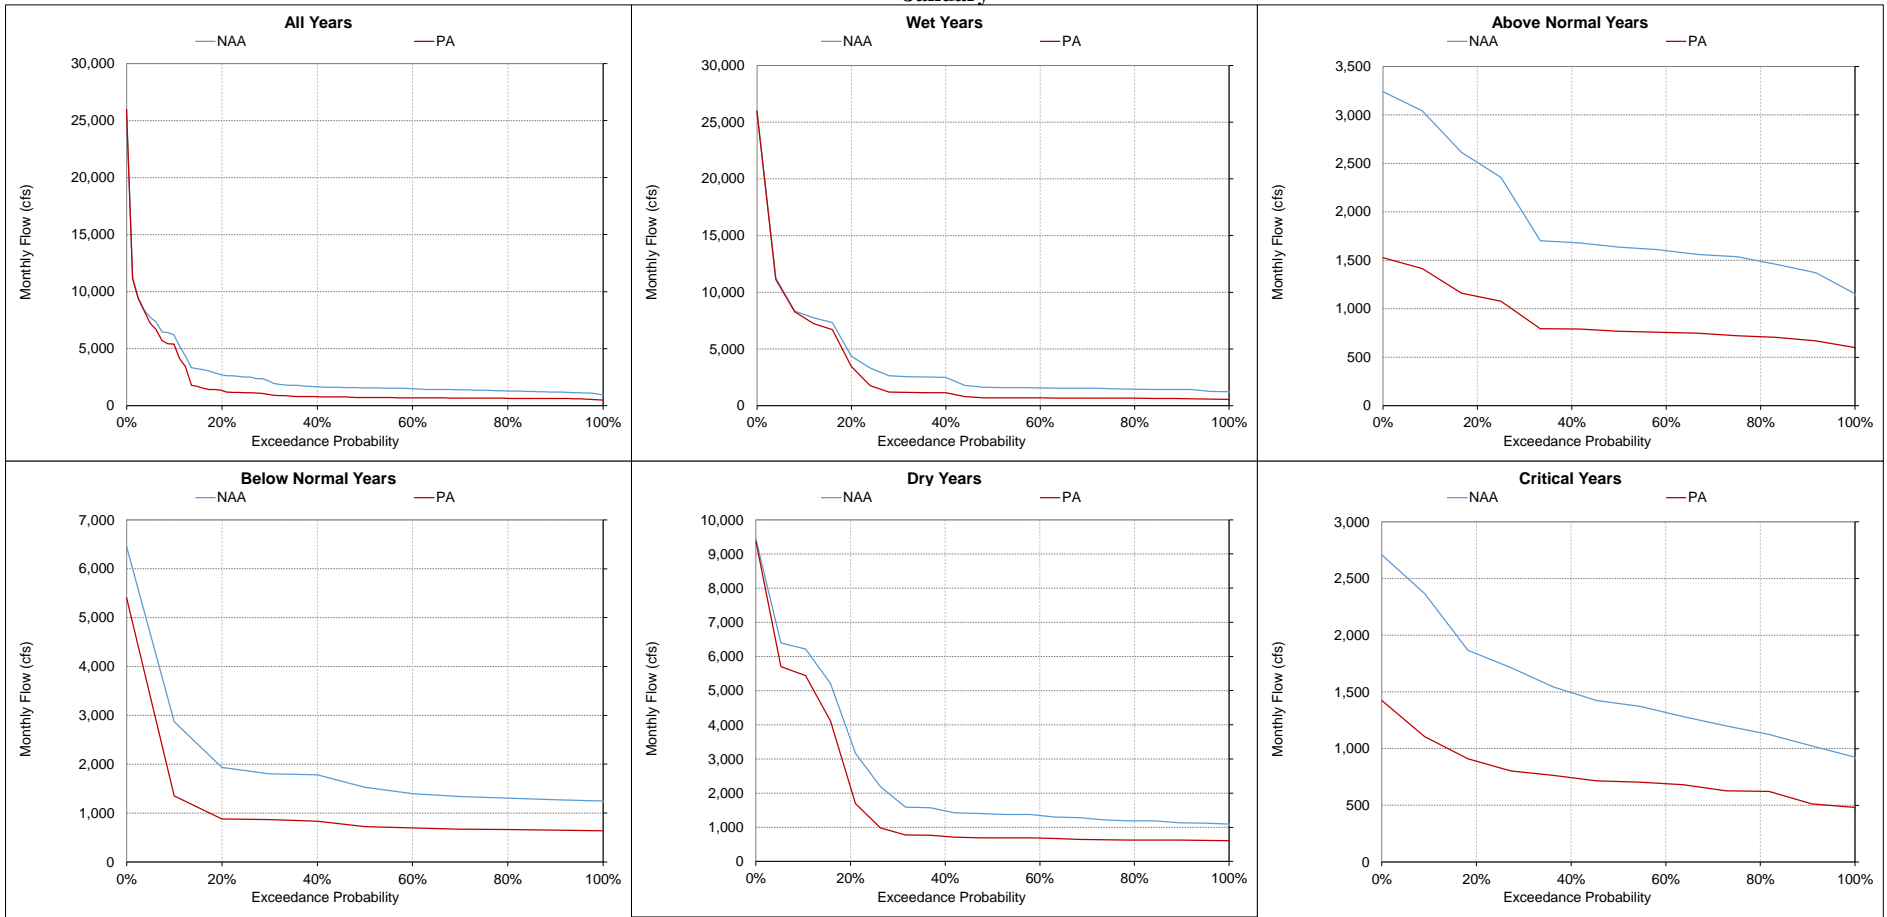 All Years
NAA PA
30,000
25,000
20,000
15,000
10,000
5,000
0
0% 20% 40% 60% 80% 100%
Monthly Flow (cfs)
Exceedance Probability
Wet Years
NAA PA
30,000
25,000
20,000
15,000
10,000
5,000
0
0% 20% 40% 60% 80% 100%
Monthly Flow (cfs)
Exceedance Probability
Above Normal Years
NAA PA
3,500
3,000
2,500
2,000
1,500
1,000
500
0
0% 20% 40% 60% 80% 100%
Monthly Flow (cfs)
Exceedance Probability
Below Normal Years
NAA PA
7,000
6,000
5,000
4,000
3,000
2,000
1,000
0
0% 20% 40% 60% 80% 100%
Monthly Flow (cfs)
Exceedance Probability
Dry Years
NAA PA
10,000
9,000
8,000
7,000
6,000
5,000
4,000
3,000
2,000
1,000
0
0% 20% 40% 60% 80% 100%
Monthly Flow (cfs)
Exceedance Probability
Critical Years
NAA PA
3,000
2,500
2,000
1,500
1,000
500
0
0% 20% 40% 60% 80% 100%
Monthly Flow (cfs)
Exceedance Probability